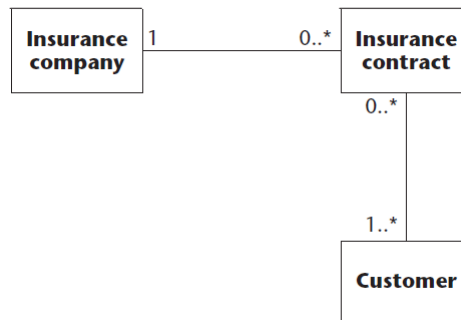 Insurance
company
1
0..*
Insurance
contract
0..*
1..*
Customer